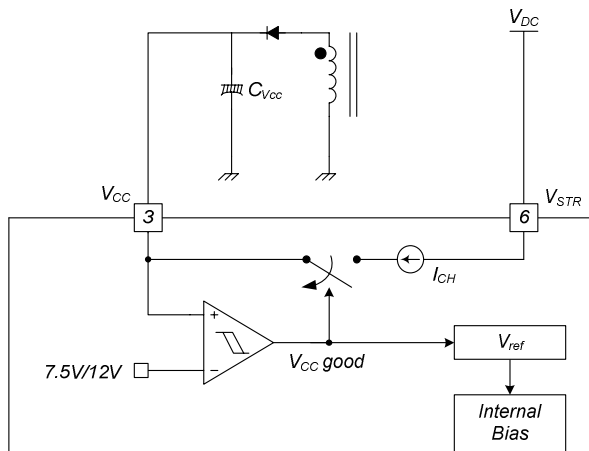 V_DC
C_Vcc
V_CC
3
6
V_STR
I_CH
+
7.5V/12V
−
V_CC good
V_ref
Internal
Bias